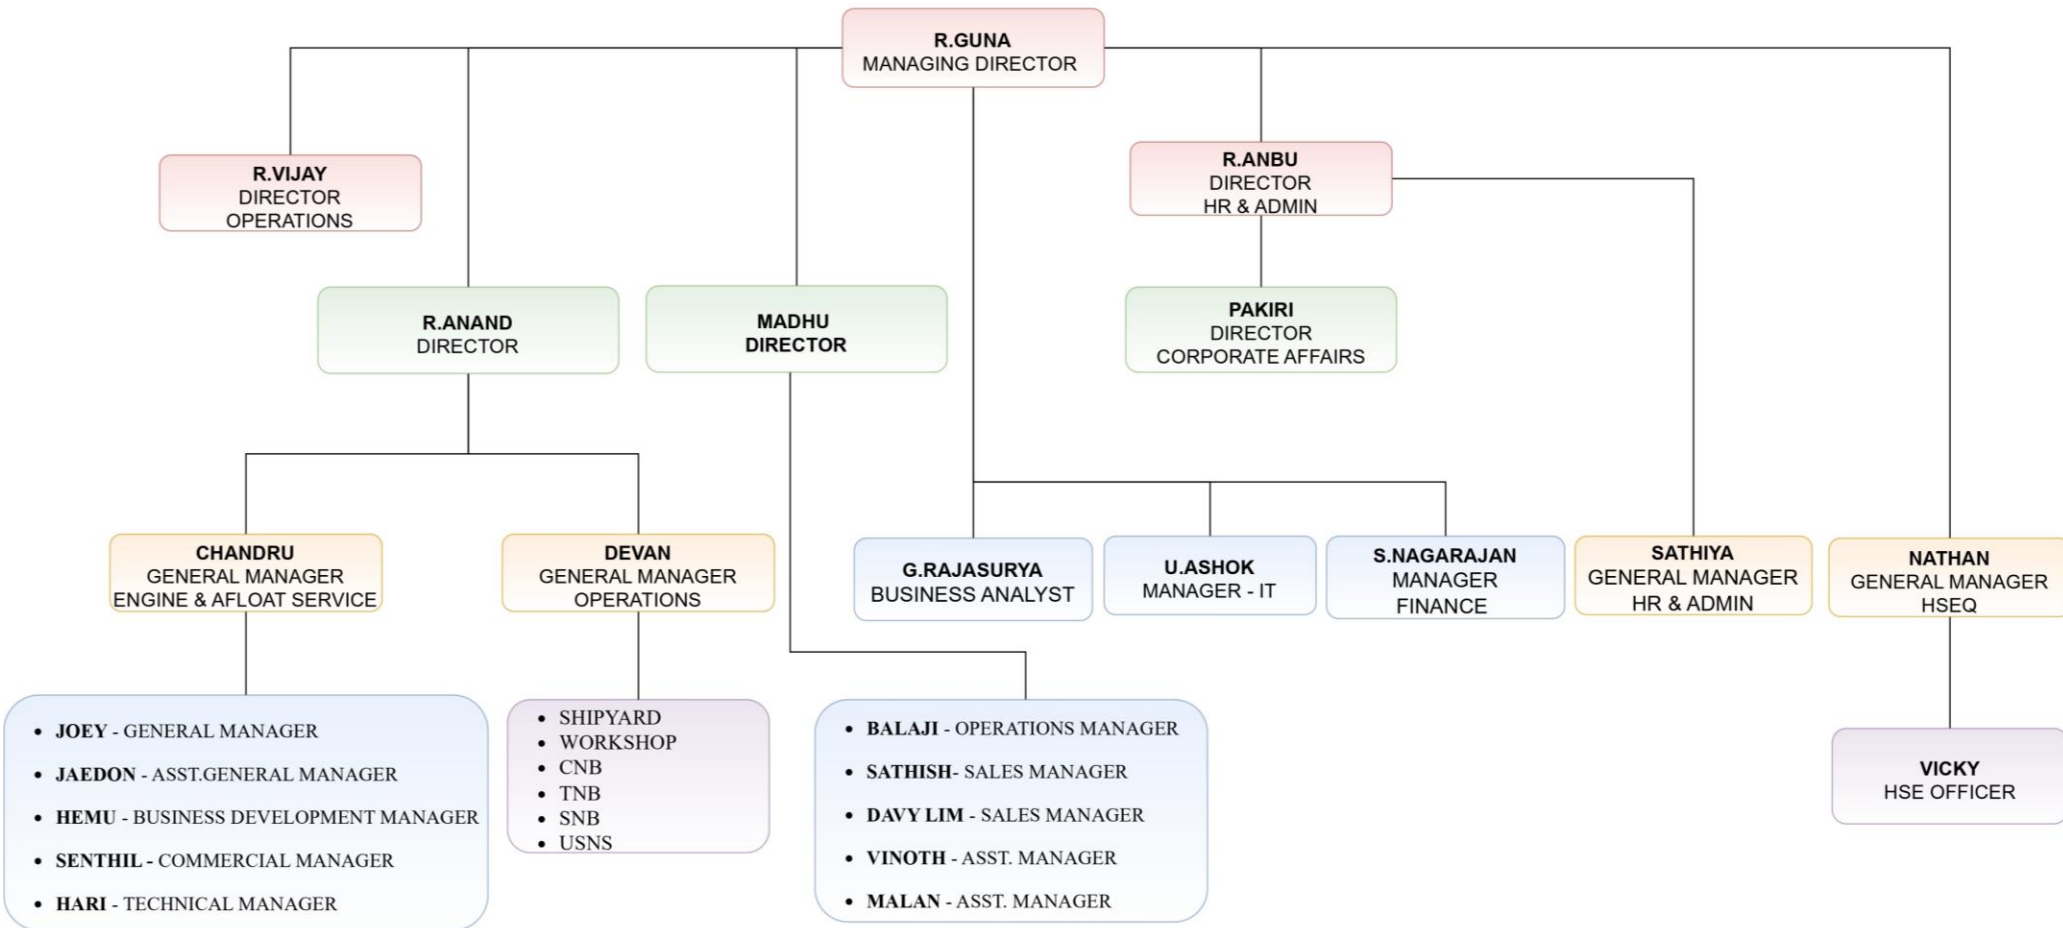 R.GUNA
MANAGING DIRECTOR
R.VIJAY
DIRECTOR
OPERATIONS
R.ANBU
DIRECTOR
HR & ADMIN
R.ANAND
DIRECTOR
MADHU
DIRECTOR
PAKIRI
DIRECTOR
CORPORATE AFFAIRS
CHANDRU
GENERAL MANAGER
ENGINE & AFLOAT SERVICE
DEVAN
GENERAL MANAGER
OPERATIONS
G.RAJASURYA
BUSINESS ANALYST
U.ASHOK
MANAGER - IT
S.NAGARAJAN
MANAGER
FINANCE
SATHIYA
GENERAL MANAGER
HR & ADMIN
NATHAN
GENERAL MANAGER
HSEQ
• JOEY - GENERAL MANAGER
• JAEDON - ASST.GENERAL MANAGER
• HEMU - BUSINESS DEVELOPMENT MANAGER
• SENTHIL - COMMERCIAL MANAGER
• HARI - TECHNICAL MANAGER
• SHIPYARD
• WORKSHOP
• CNB
• TNB
• SNB
• USNS
• BALAJI - OPERATIONS MANAGER
• SATHISH- SALES MANAGER
• DAVY LIM - SALES MANAGER
• VINOTH - ASST. MANAGER
• MALAN - ASST. MANAGER
VICKY
HSE OFFICER